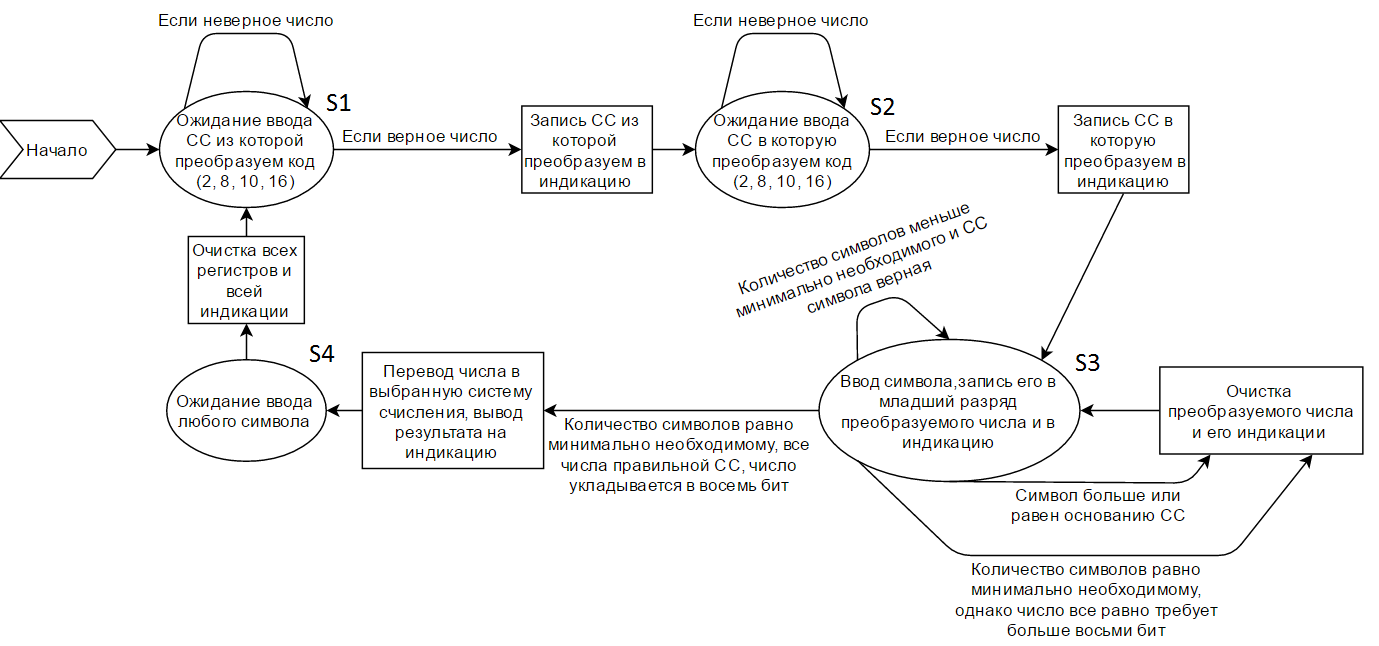 Если неверное число
Если неверное число
S1
S2
Начало
Ожидание ввода
СС из которой
преобразуем код
(2, 8, 10, 16)
Если верное число
Запись СС из
которой
преобразуем в
индикацию
Ожидание ввода
СС в которую
преобразуем код
(2, 8, 10, 16)
Если верное число
Запись СС в
которую
преобразуем в
индикацию
Количество символов меньше
минимально необходимого и СС
символа верная
S3
Ввод символа,запись его в
младший разряд
преобразуемого числа и в
индикацию
Очистка
преобразуемого числа
и его индикации
Символ больше или
равен основанию СС
Количество символов равно
минимально необходимому,
однако число все равно требует
больше восьми бит
Количество символов равно
минимально необходимому, все
числа правильной СС, число
укладывается в восемь бит
Перевод числа в
выбранную систему
счисления, вывод
результата на
индикацию
S4
Ожидание ввода
любого символа
Очистка всех
регистров и
всей
индикации